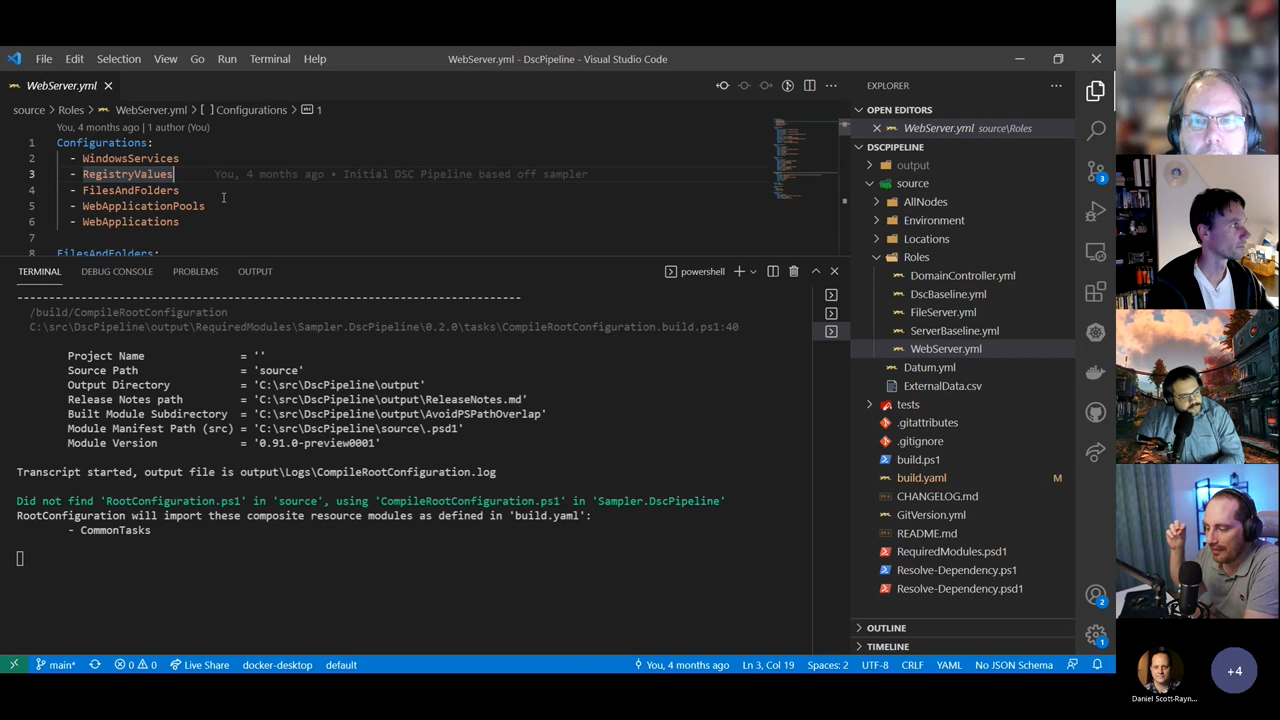 File Edit Selection View Go Run Terminal Help
WebServer.yml - DscPipeline - Visual Studio Code
WebServer.yml
source > Roles > WebServer.yml > [ ] Configurations > 1
You, 4 months ago | 1 author (You)
1 Configurations:
2 - WindowsServices
3 - RegistryValues You, 4 months ago • Initial DSC Pipeline based off sampler
4 - FilesAndFolders
5 - WebApplicationPools
6 - WebApplications
7
8 FilesAndFolders:
TERMINAL DEBUG CONSOLE PROBLEMS OUTPUT
powershell
--------------------------------------------------------------------------------
/build/CompileRootConfiguration
C:\src\DscPipeline\output\RequiredModules\Sampler.DscPipeline\0.2.0\tasks\CompileRootConfiguration.build.ps1:40
Project Name = ''
Source Path = 'source'
Output Directory = 'C:\src\DscPipeline\output'
Release Notes path = 'C:\src\DscPipeline\output\ReleaseNotes.md'
Built Module Subdirectory = 'C:\src\DscPipeline\output\AvoidPSPathOverlap'
Module Manifest Path (src) = 'C:\src\DscPipeline\source\.psd1'
Module Version = '0.91.0-preview0001'
Transcript started, output file is output\Logs\CompileRootConfiguration.log
Did not find 'RootConfiguration.ps1' in 'source', using 'CompileRootConfiguration.ps1' in 'Sampler.DscPipeline'
RootConfiguration will import these composite resource modules as defined in 'build.yaml':
- CommonTasks
EXPLORER
OPEN EDITORS
WebServer.yml source\Roles
DSCPIPELINE
output
source
AllNodes
Environment
Locations
Roles
DomainController.yml
DscBaseline.yml
FileServer.yml
ServerBaseline.yml
WebServer.yml
Datum.yml
ExternalData.csv
tests
.gitattributes
.gitignore
build.ps1
build.yaml M
CHANGELOG.md
GitVersion.yml
README.md
RequiredModules.psd1
Resolve-Dependency.ps1
Resolve-Dependency.psd1
OUTLINE
TIMELINE
3
2
1
main* 0 0 Live Share docker-desktop default
You, 4 months ago Ln 3, Col 19 Spaces: 2 UTF-8 CRLF YAML No JSON Schema
Daniel Scott-Rayn...
+4